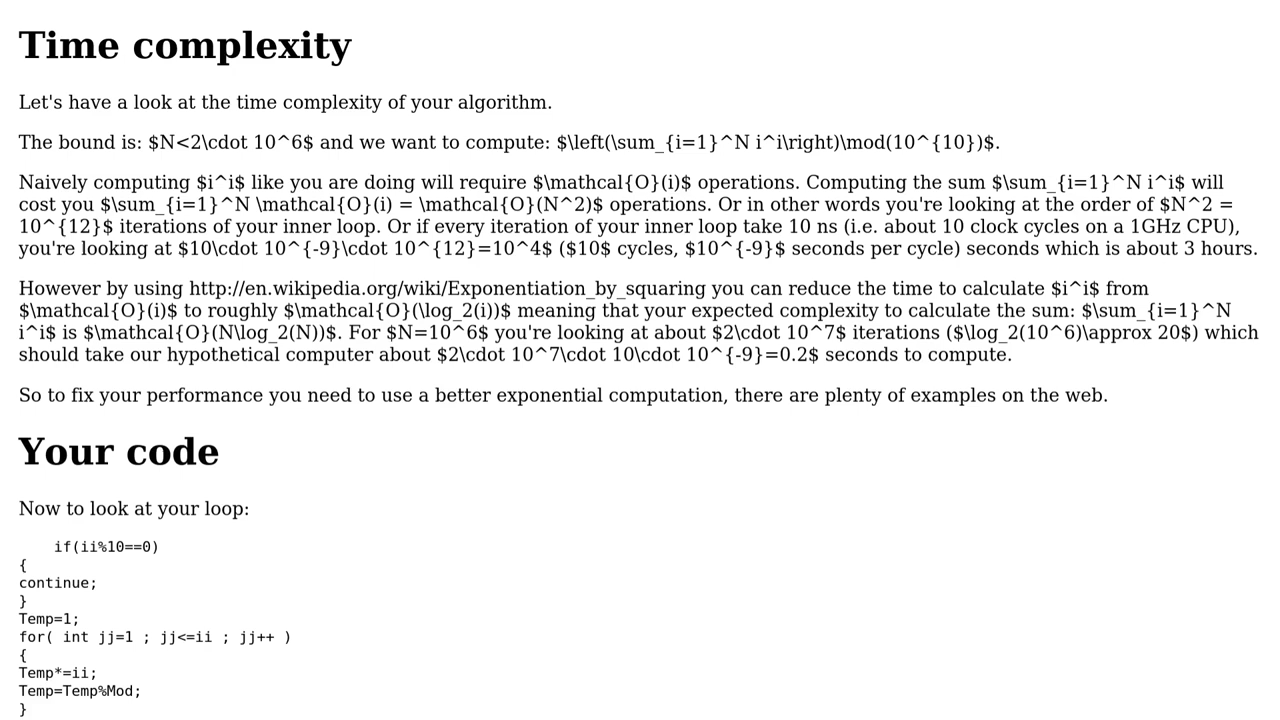 Time complexity
Let's have a look at the time complexity of your algorithm.
The bound is: $N<2\cdot 10^6$ and we want to compute: $\left(\sum_{i=1}^N i^i\right)\mod(10^{10})$.
Naively computing $i^i$ like you are doing will require $\mathcal{O}(i)$ operations. Computing the sum $\sum_{i=1}^N i^i$ will
cost you $\sum_{i=1}^N \mathcal{O}(i) = \mathcal{O}(N^2)$ operations. Or in other words you're looking at the order of $N^2 =
10^{12}$ iterations of your inner loop. Or if every iteration of your inner loop take 10 ns (i.e. about 10 clock cycles on a 1GHz CPU),
you're looking at $10\cdot 10^{-9}\cdot 10^{12}=10^4$ ($10$ cycles, $10^{-9}$ seconds per cycle) seconds which is about 3 hours.
However by using http://en.wikipedia.org/wiki/Exponentiation_by_squaring you can reduce the time to calculate $i^i$ from
$\mathcal{O}(i)$ to roughly $\mathcal{O}(\log_2(i))$ meaning that your expected complexity to calculate the sum: $\sum_{i=1}^N
i^i$ is $\mathcal{O}(N\log_2(N))$. For $N=10^6$ you're looking at about $2\cdot 10^7$ iterations ($\log_2(10^6)\approx 20$) which
should take our hypothetical computer about $2\cdot 10^7\cdot 10\cdot 10^{-9}=0.2$ seconds to compute.
So to fix your performance you need to use a better exponential computation, there are plenty of examples on the web.
Your code
Now to look at your loop:
    if(ii%10==0)
{
continue;
}
Temp=1;
for( int jj=1 ; jj<=ii ; jj++ )
{
Temp*=ii;
Temp=Temp%Mod;
}